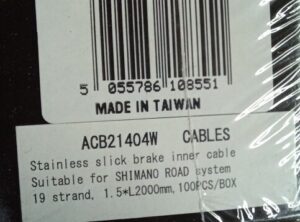 5 055786 108551
MADE IN TAIWAN
ACB21404W CABLES
Stainless slick brake inner cable
Suitable for SHIMANO ROAD system
19 strand, 1.5*L2000mm, 100PCS/BOX